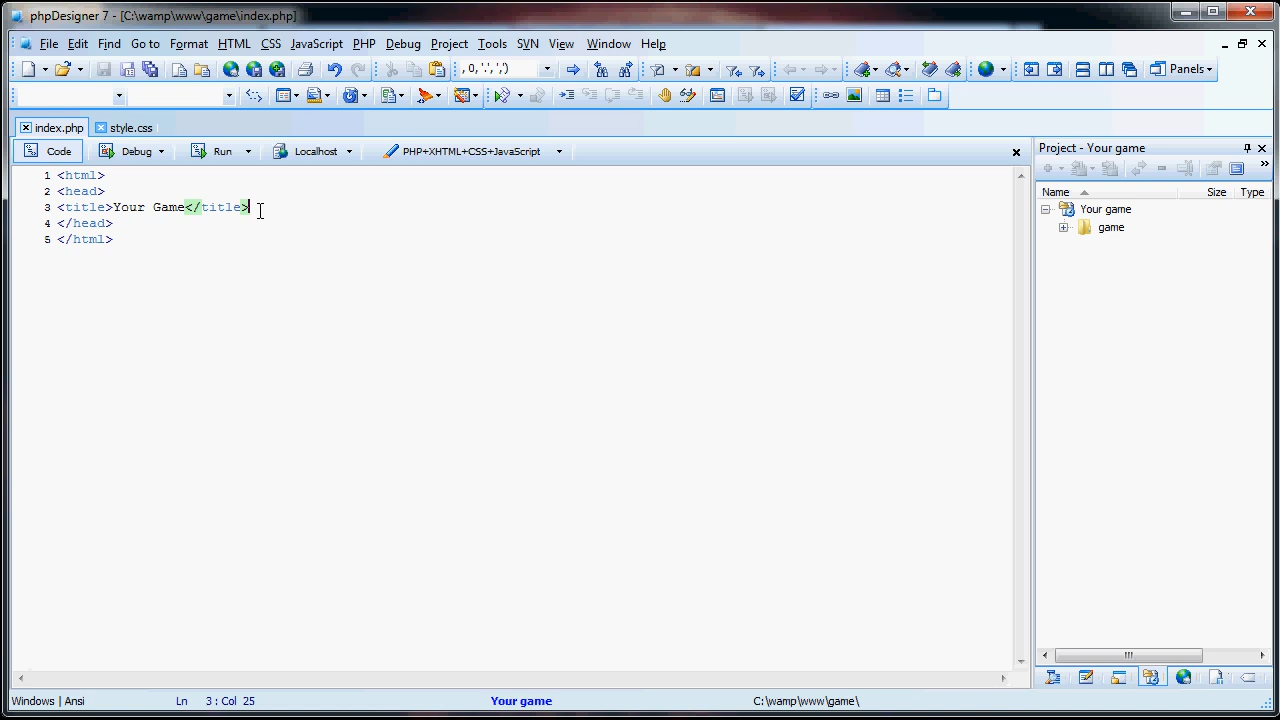 phpDesigner 7 - [C:\wamp\www\game\index.php]
File Edit Find Go to Format HTML CSS JavaScript PHP Debug Project Tools SVN View Window Help
, 0,'.',',')
Panels
index.php style.css
Code Debug Run Localhost PHP+XHTML+CSS+JavaScript
1 <html>
2 <head>
3 <title>Your Game</title>
4 </head>
5 </html>
Project - Your game
Name Size Type
Your game
game
Windows | Ansi Ln 3 : Col 25 Your game C:\wamp\www\game\